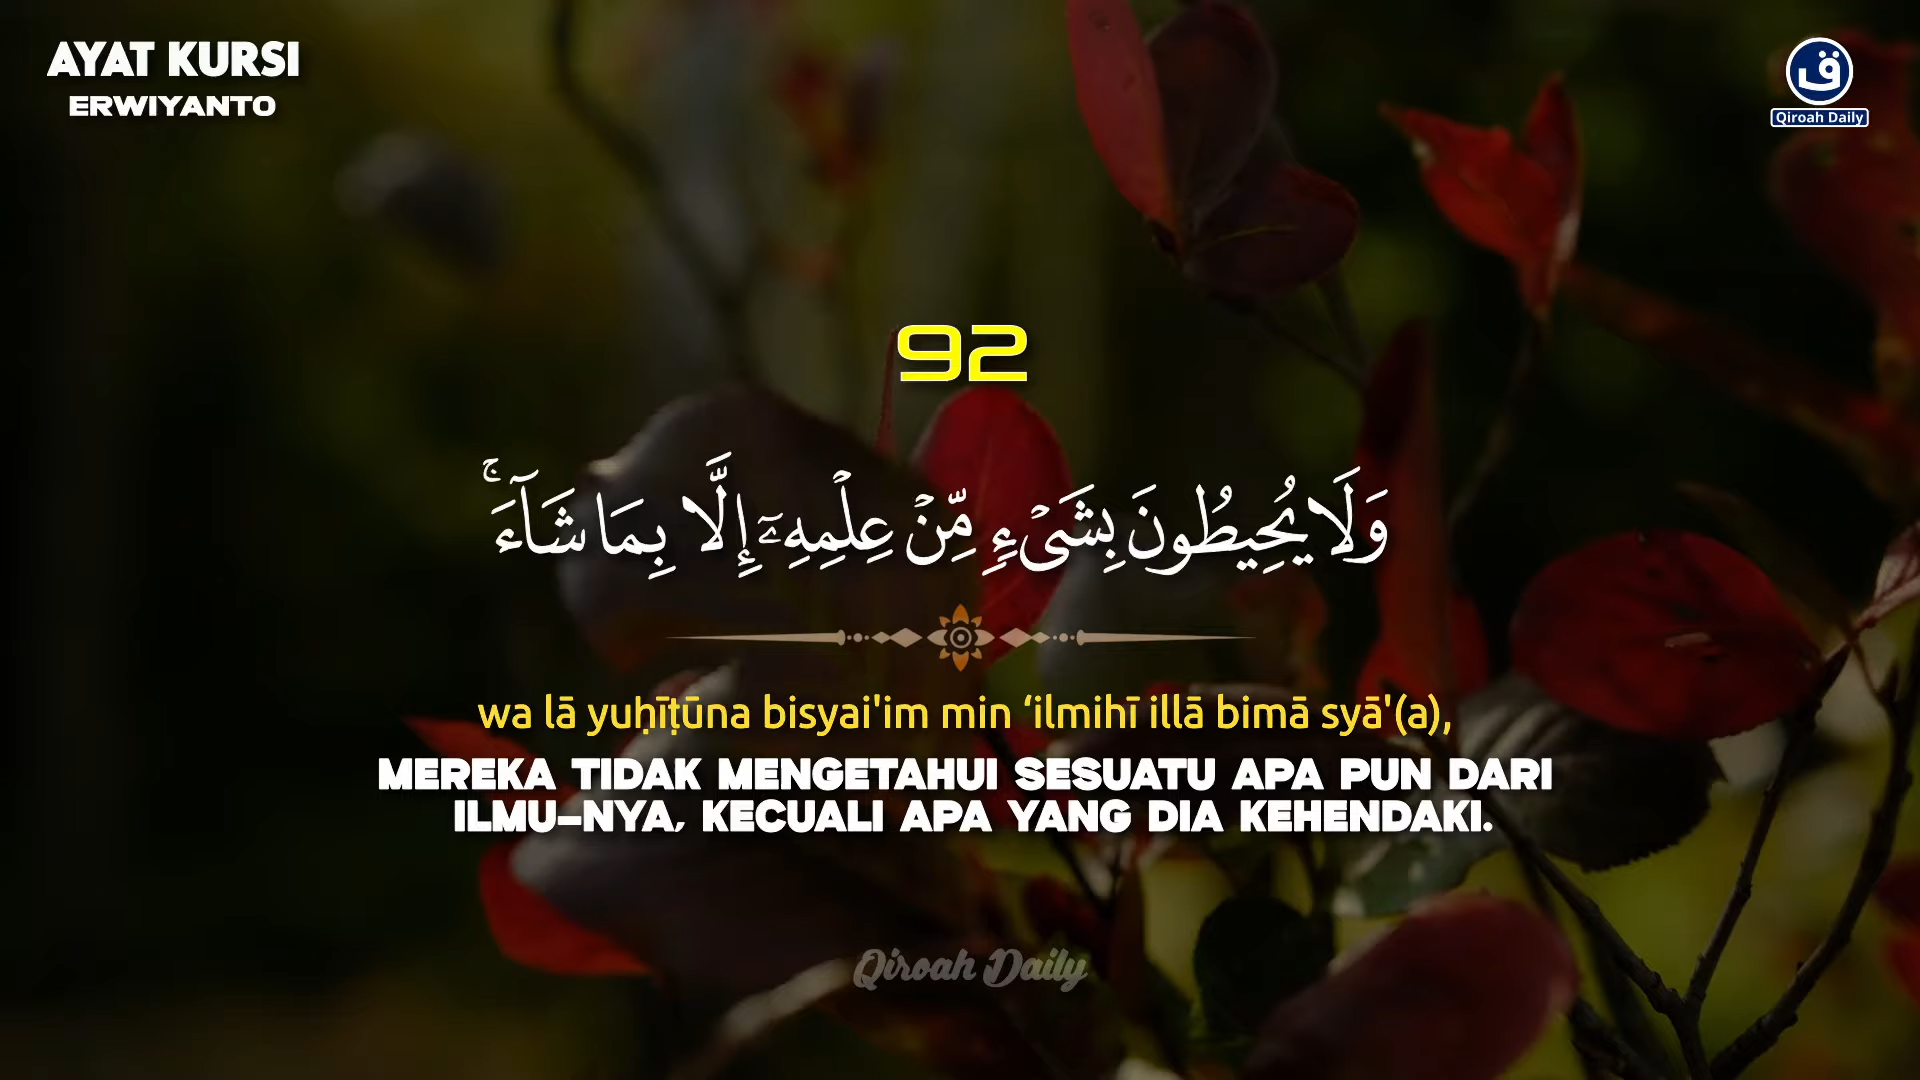 AYAT KURSI
ERWIYANTO
ق
Qiroah Daily
92
وَلَا يُحِيطُونَ بِشَىْءٍ مِّنْ عِلْمِهِۦٓ إِلَّا بِمَا شَآءَ ۚ
wa lā yuḥīṭūna bisyai'im min ‘ilmihī illā bimā syā'(a),
MEREKA TIDAK MENGETAHUI SESUATU APA PUN DARI
ILMU-NYA, KECUALI APA YANG DIA KEHENDAKI.
Qiroah Daily